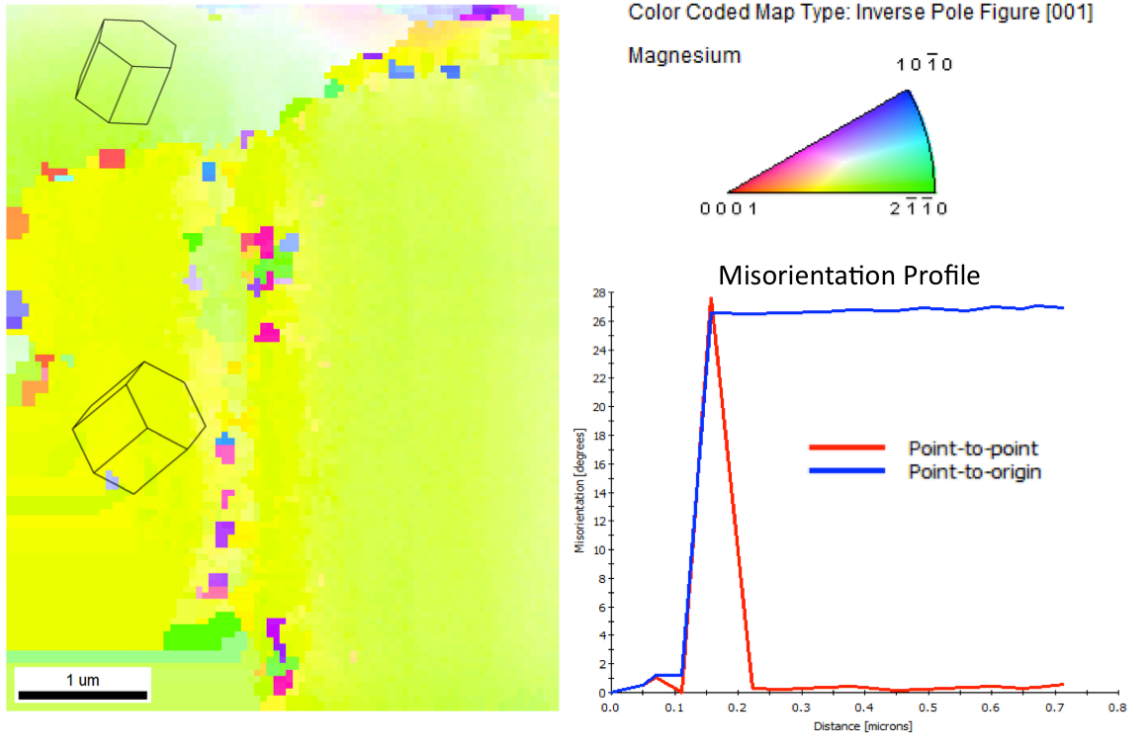 Color Coded Map Type: Inverse Pole Figure [001]
Magnesium
1 0 1̅ 0
0 0 0 1
2 1̅ 1̅ 0
1 um
Misorientation Profile
28
26
24
22
20
18
16
14
12
10
8
6
4
2
0
Misorientation [degrees]
Point-to-point
Point-to-origin
0.0 0.1 0.2 0.3 0.4 0.5 0.6 0.7 0.8
Distance [microns]